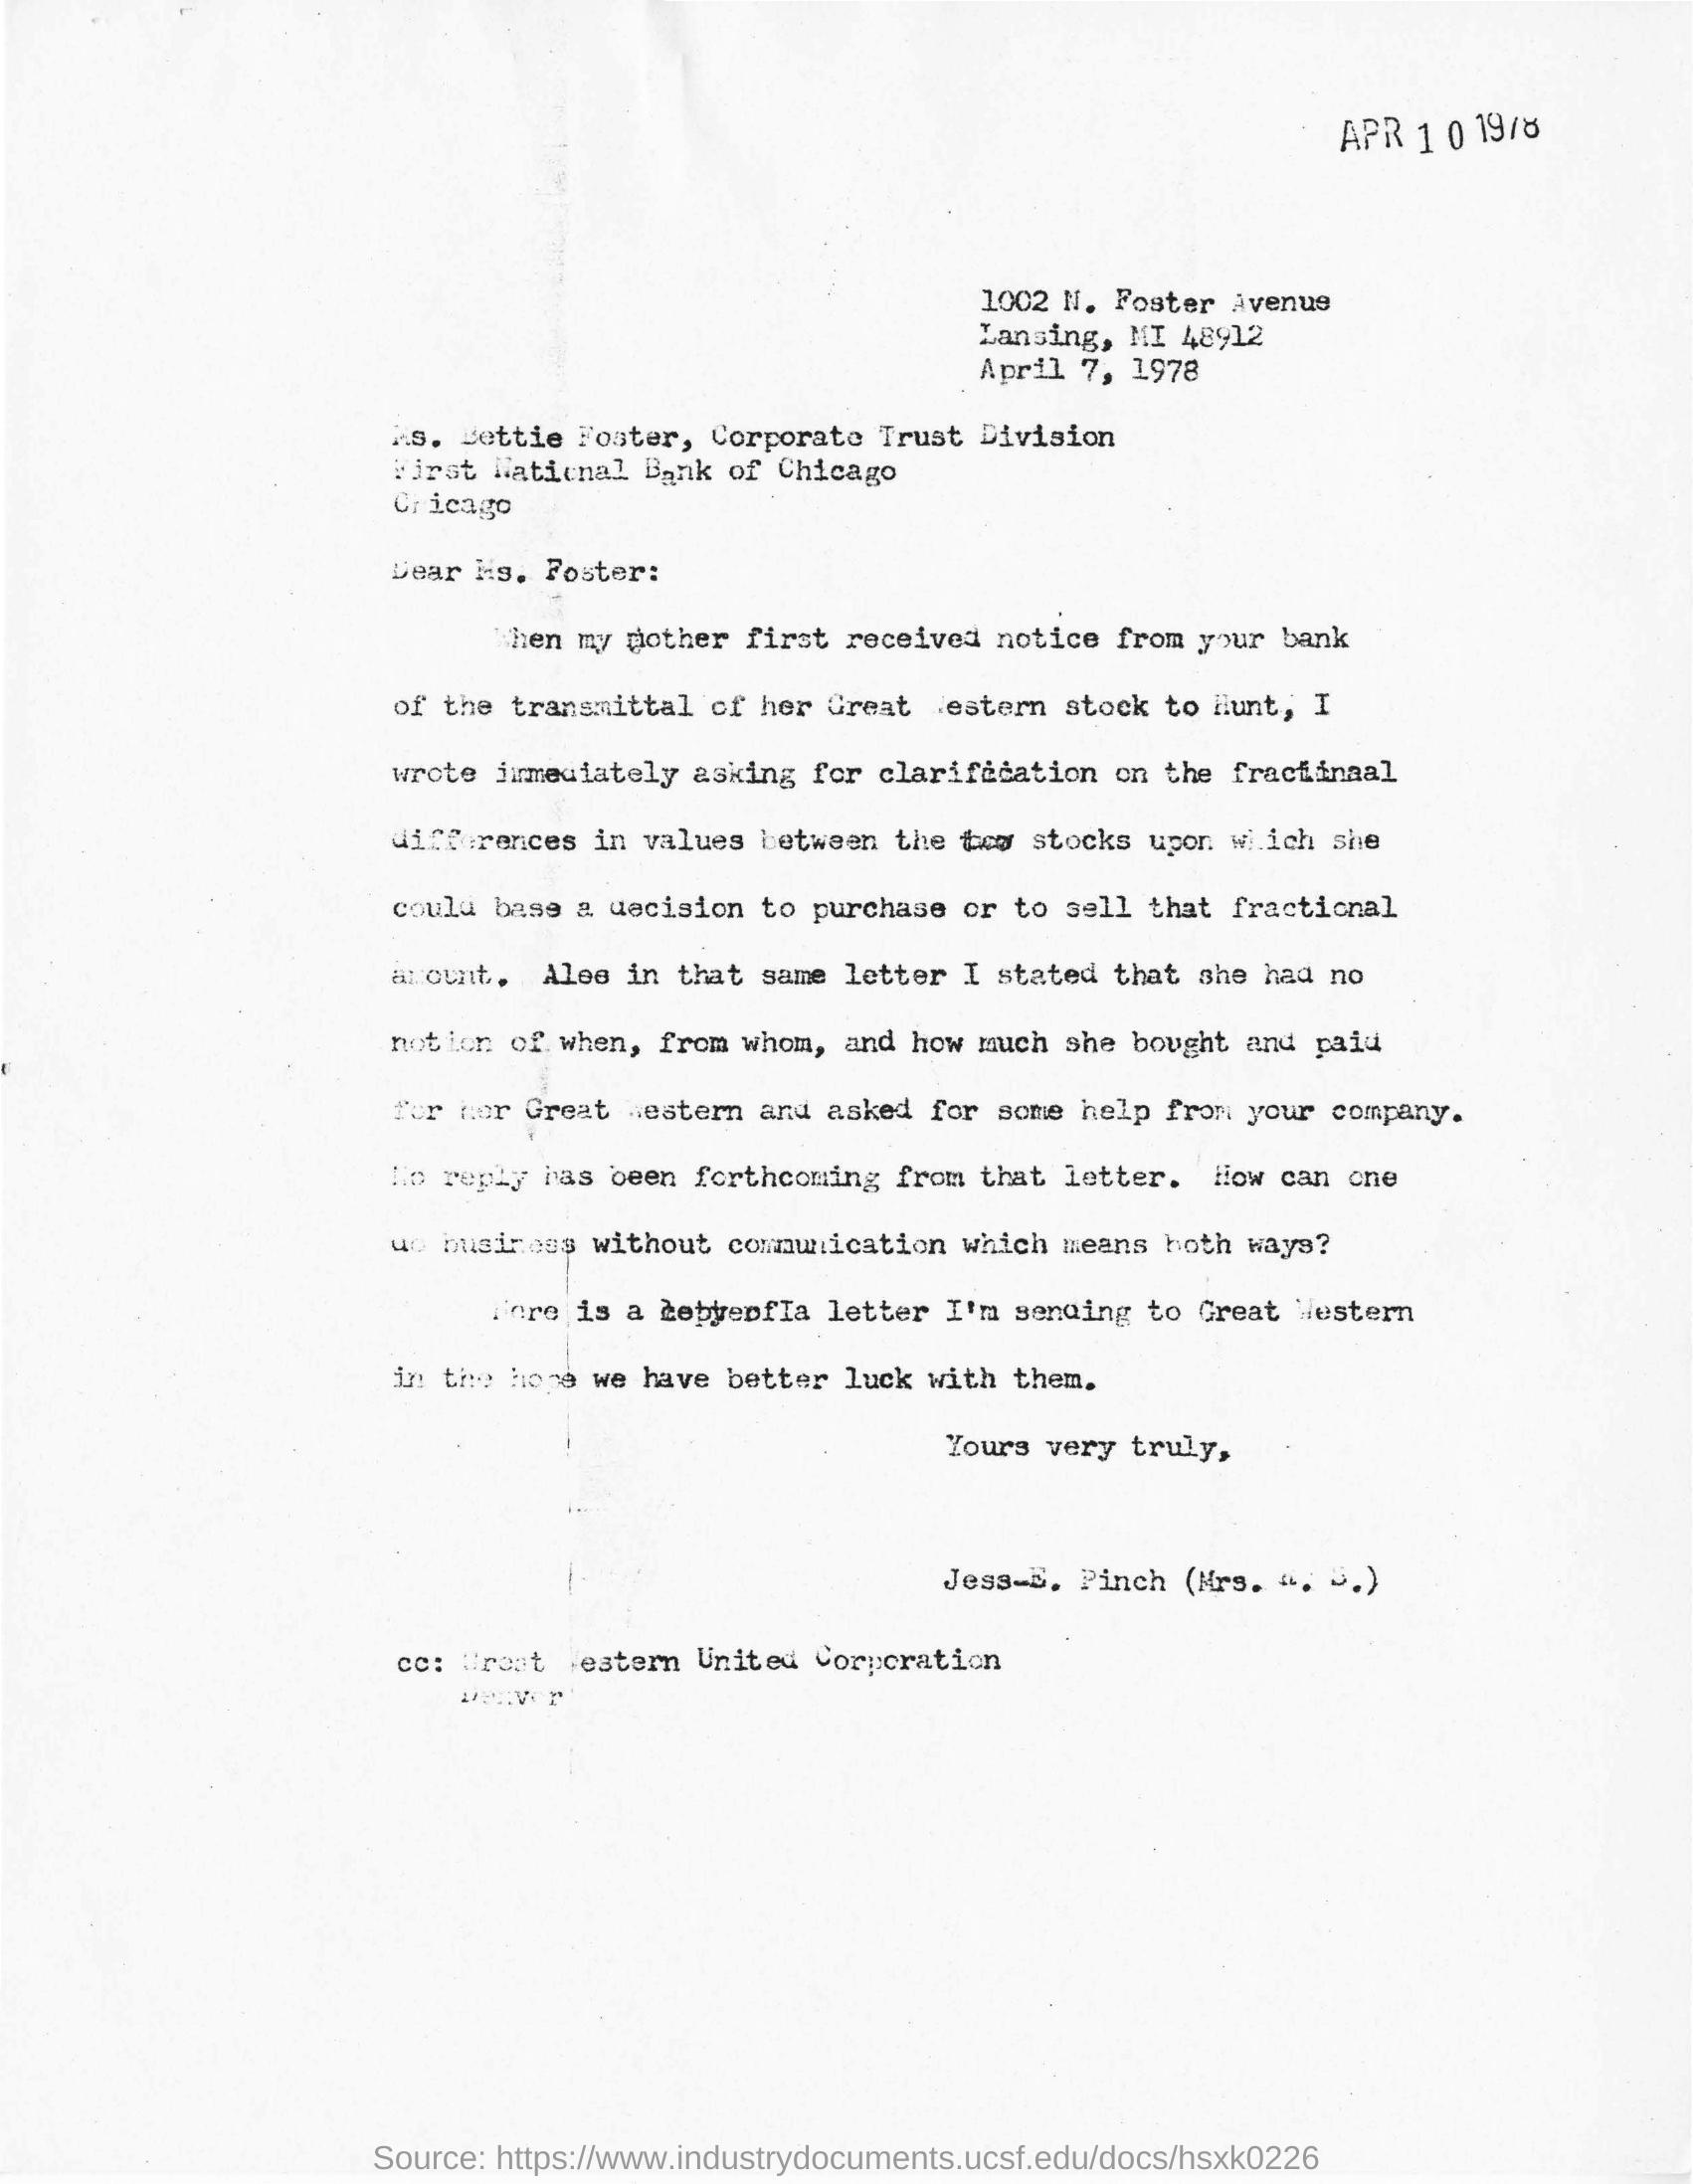 APR 10 1978
1002 N. Foster Avenue
Lansing, MI 48912
April 7, 1978
Ms. Bettie Foster, Corporate Trust Division
First National Bank of Chicago
Chicago
Dear Ms. Foster:
When my mother first received notice from your bank
of the transmittal of her Great Western stock to Hunt, I
wrote immediately asking for clarification on the fractinaal
differences in values between the two stocks upon which she
could base a decision to purchase or to sell that fractional
amount. Alos in that same letter I stated that she had no
notion of when, from whom, and how much she bought and paid
for her Great Western and asked for some help from your company.
No reply has been forthcoming from that letter. How can one
do business without communication which means both ways?
Here is a letter I'm sending to Great Western
in the hope we have better luck with them.
Yours very truly,
Jess-E. Pinch (Mrs.
cc: Great Western United Corporation
Denver
Source: https://www.industrydocuments.ucsf.edu/docs/hsxk0226